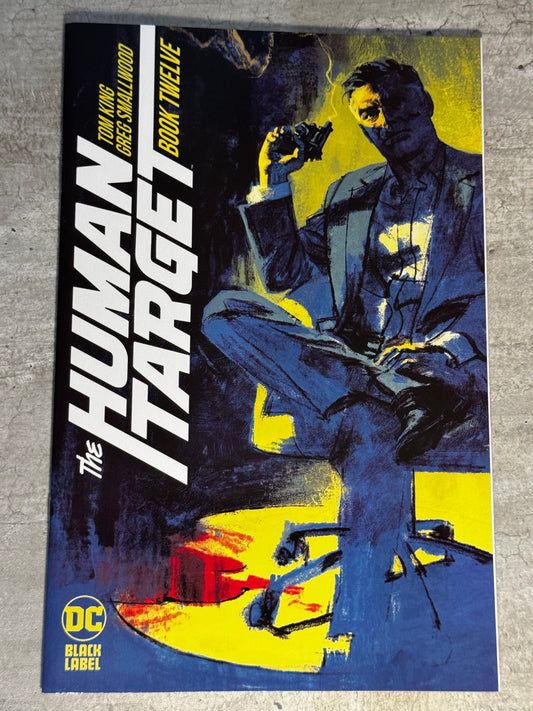 The
HUMAN
TARGET
TOM KING
GREG SMALLWOOD
BOOK TWELVE
DC
BLACK
LABEL